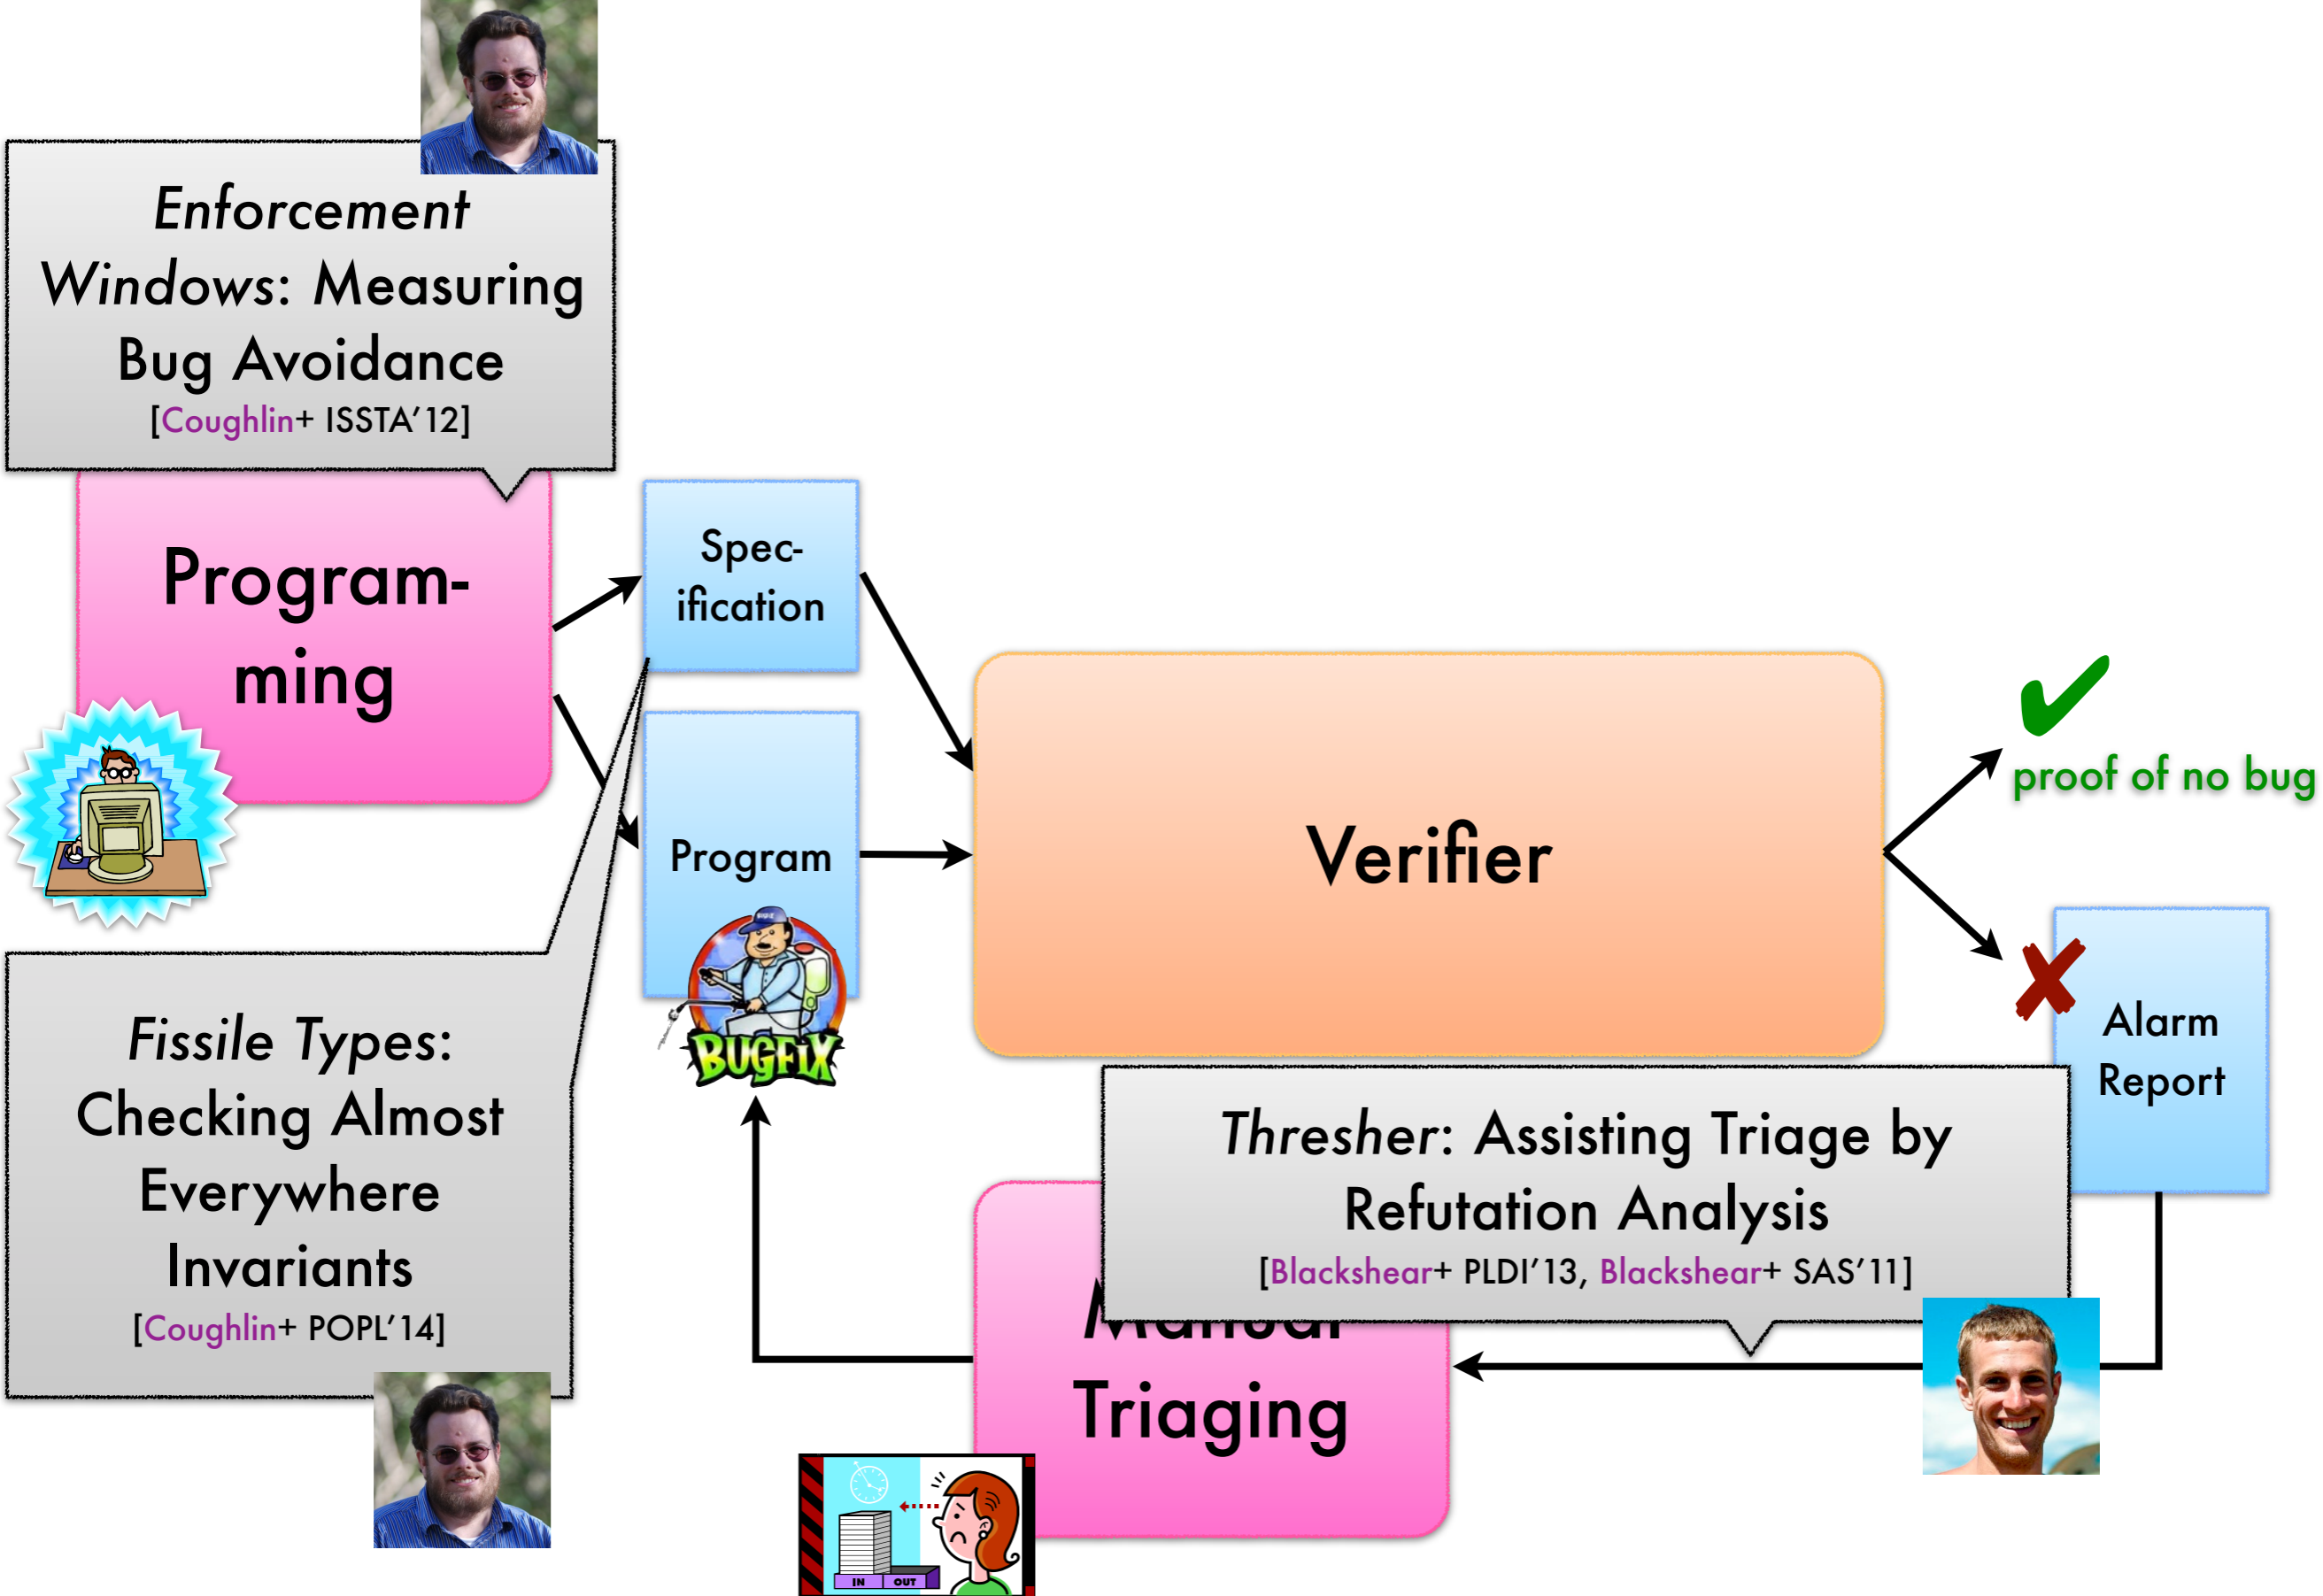 Enforcement
Windows: Measuring
Bug Avoidance
[Coughlin+ ISSTA'12]
Program-
ming
Spec-
ification
Program
BUGFIX
Verifier
proof of no bug
Alarm
Report
Fissile Types:
Checking Almost
Everywhere
Invariants
[Coughlin+ POPL'14]
Thresher: Assisting Triage by
Refutation Analysis
[Blackshear+ PLDI'13, Blackshear+ SAS'11]
Manual
Triaging
IN OUT